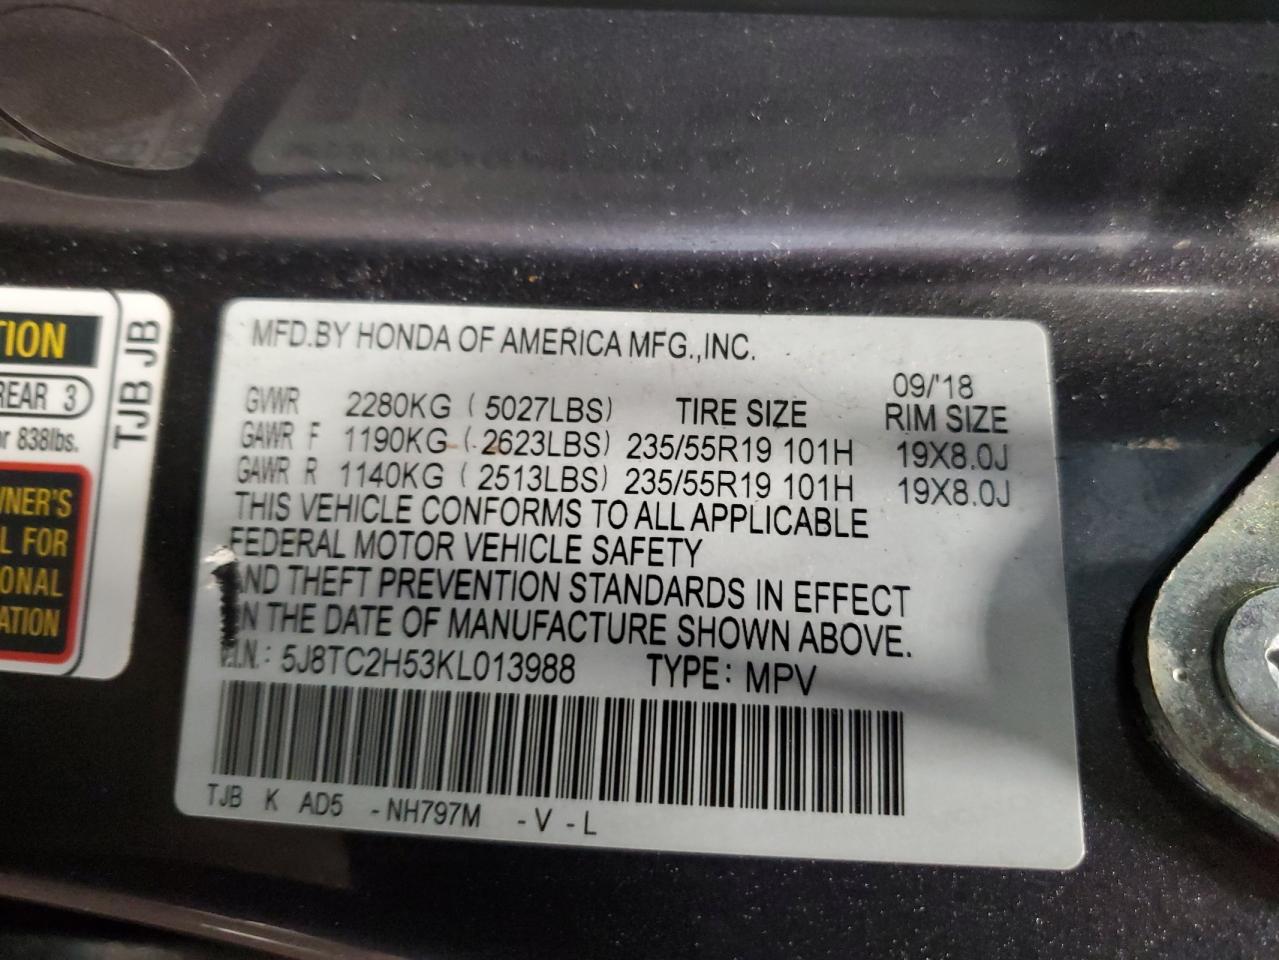 TION
REAR 3
or 838lbs.
WNER'S
L FOR
IONAL
ATION
TJB JB
MFD.BY HONDA OF AMERICA MFG.,INC.
09/'18
GVWR 2280KG (5027LBS) TIRE SIZE RIM SIZE
GAWR F 1190KG (2623LBS) 235/55R19 101H 19X8.0J
GAWR R 1140KG (2513LBS) 235/55R19 101H 19X8.0J
THIS VEHICLE CONFORMS TO ALL APPLICABLE
FEDERAL MOTOR VEHICLE SAFETY
AND THEFT PREVENTION STANDARDS IN EFFECT
ON THE DATE OF MANUFACTURE SHOWN ABOVE.
V.I.N.: 5J8TC2H53KL013988 TYPE: MPV
TJB K AD5 -NH797M -V -L